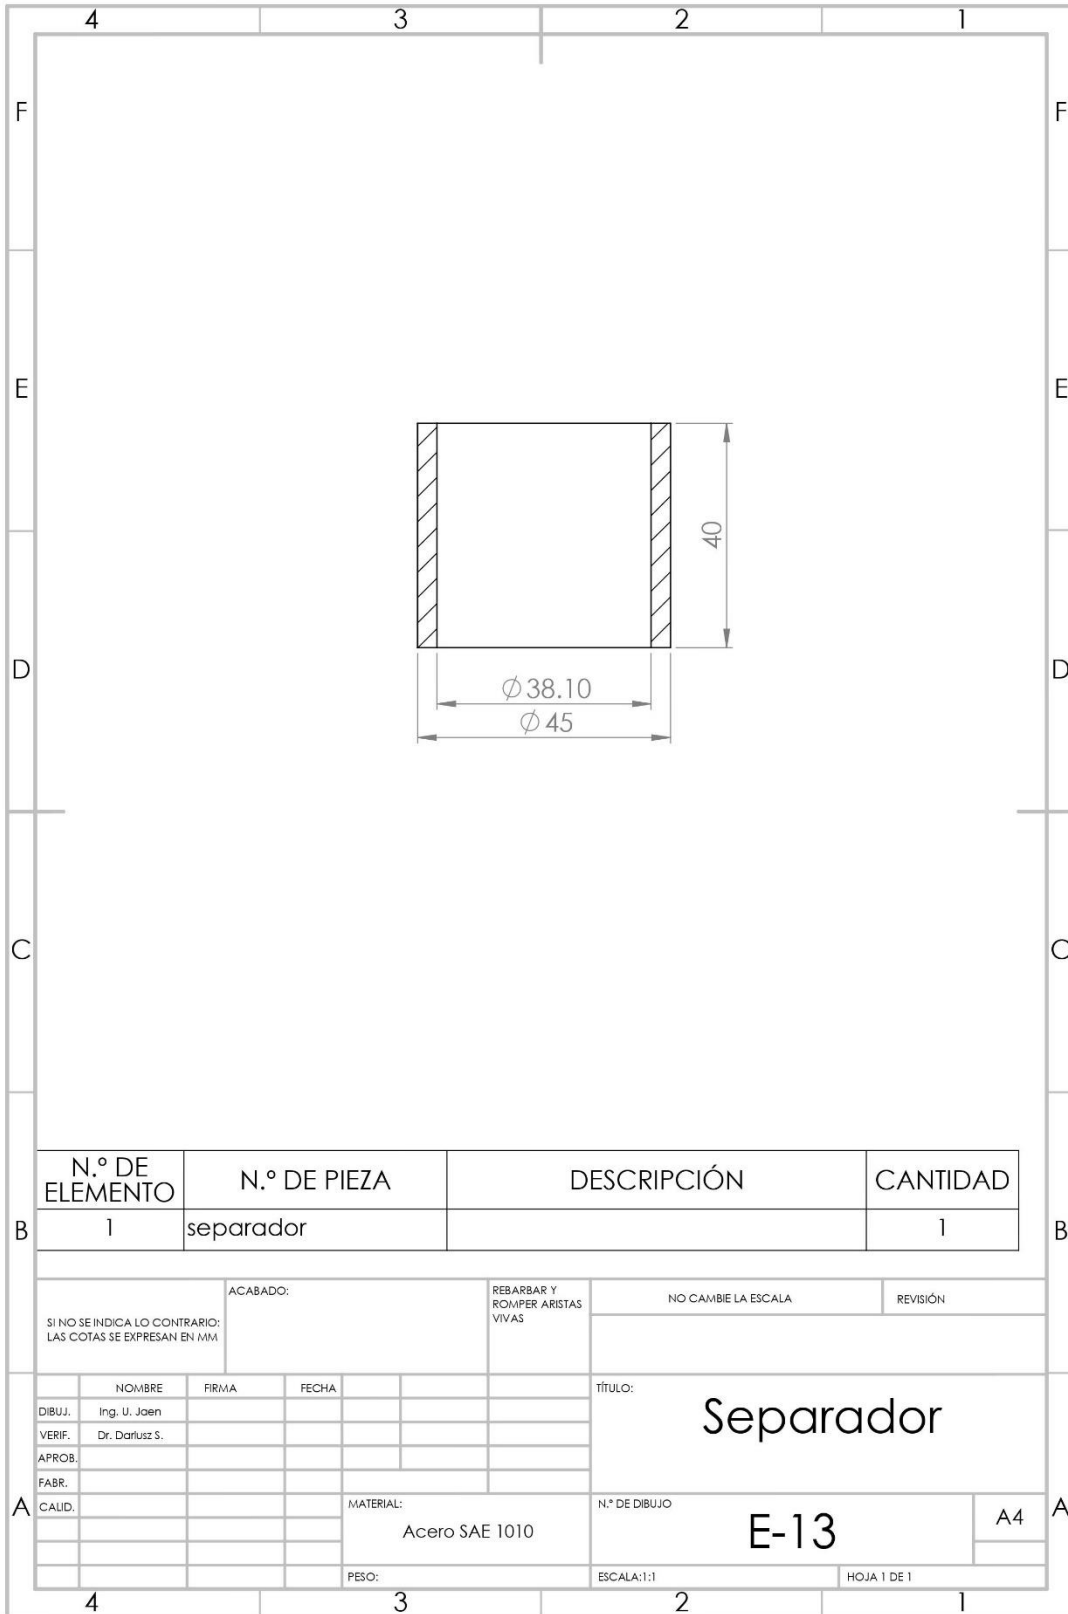 4 3 2 1
F F
E E
40
D D
Ø 38.10
Ø 45
C C
N.º DE ELEMENTO N.º DE PIEZA DESCRIPCIÓN CANTIDAD
1 separador 1
B B
SI NO SE INDICA LO CONTRARIO:
LAS COTAS SE EXPRESAN EN MM
ACABADO:
REBARBAR Y
ROMPER ARISTAS
VIVAS
NO CAMBIE LA ESCALA
REVISIÓN
NOMBRE FIRMA FECHA
DIBUJ. Ing. U. Jaen
VERIF. Dr. Dariusz S.
APROB.
FABR.
CALID.
TÍTULO:
Separador
MATERIAL:
Acero SAE 1010
N.º DE DIBUJO
E-13
A4
A A
PESO:
ESCALA:1:1
HOJA 1 DE 1
4 3 2 1